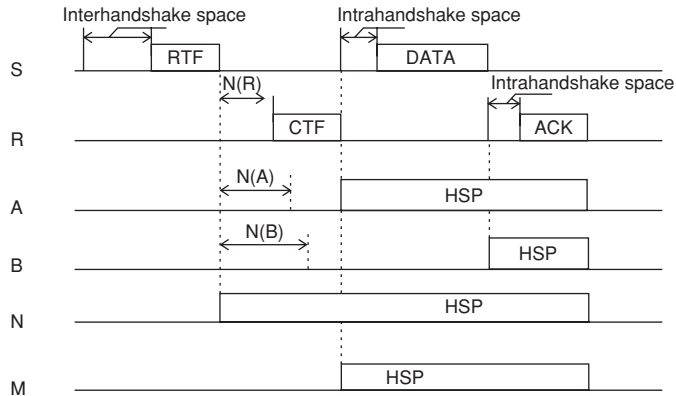 Interhandshake space
Intrahandshake space
S
RTF
DATA
Intrahandshake space
N(R)
R
CTF
ACK
N(A)
A
HSP
N(B)
B
HSP
N
HSP
M
HSP